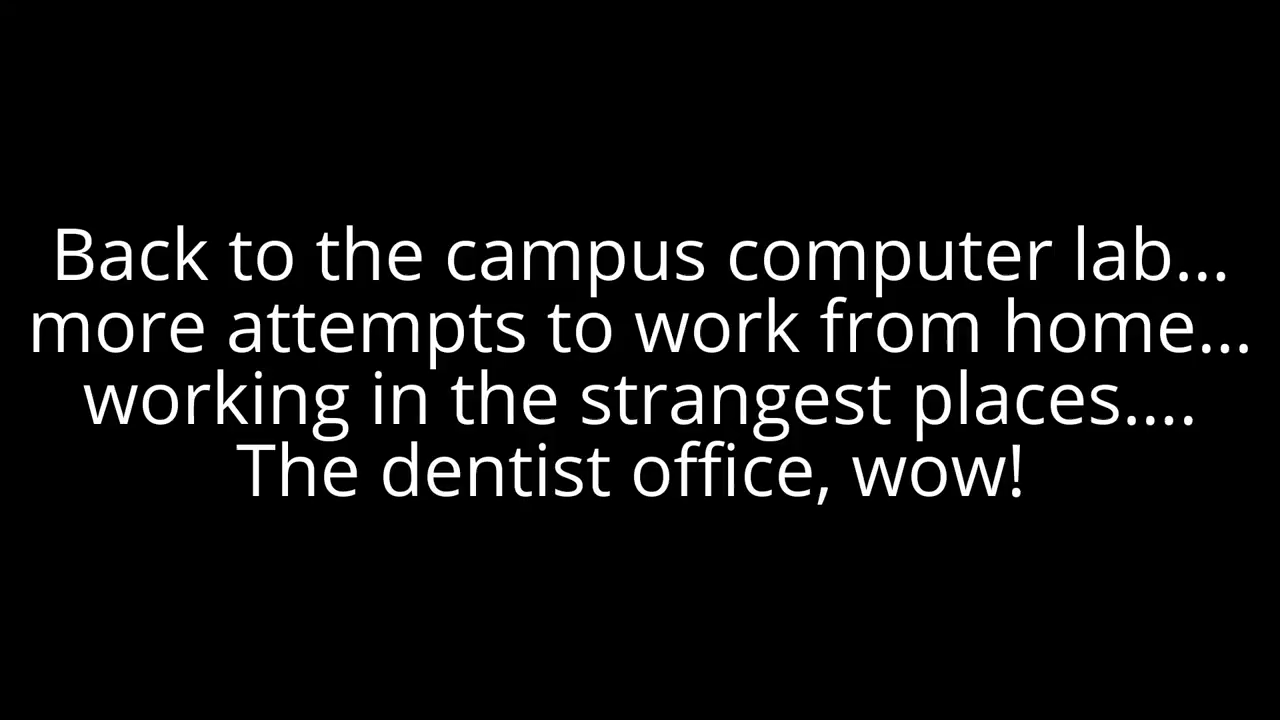 Back to the campus computer lab...
more attempts to work from home...
working in the strangest places....
The dentist office, wow!